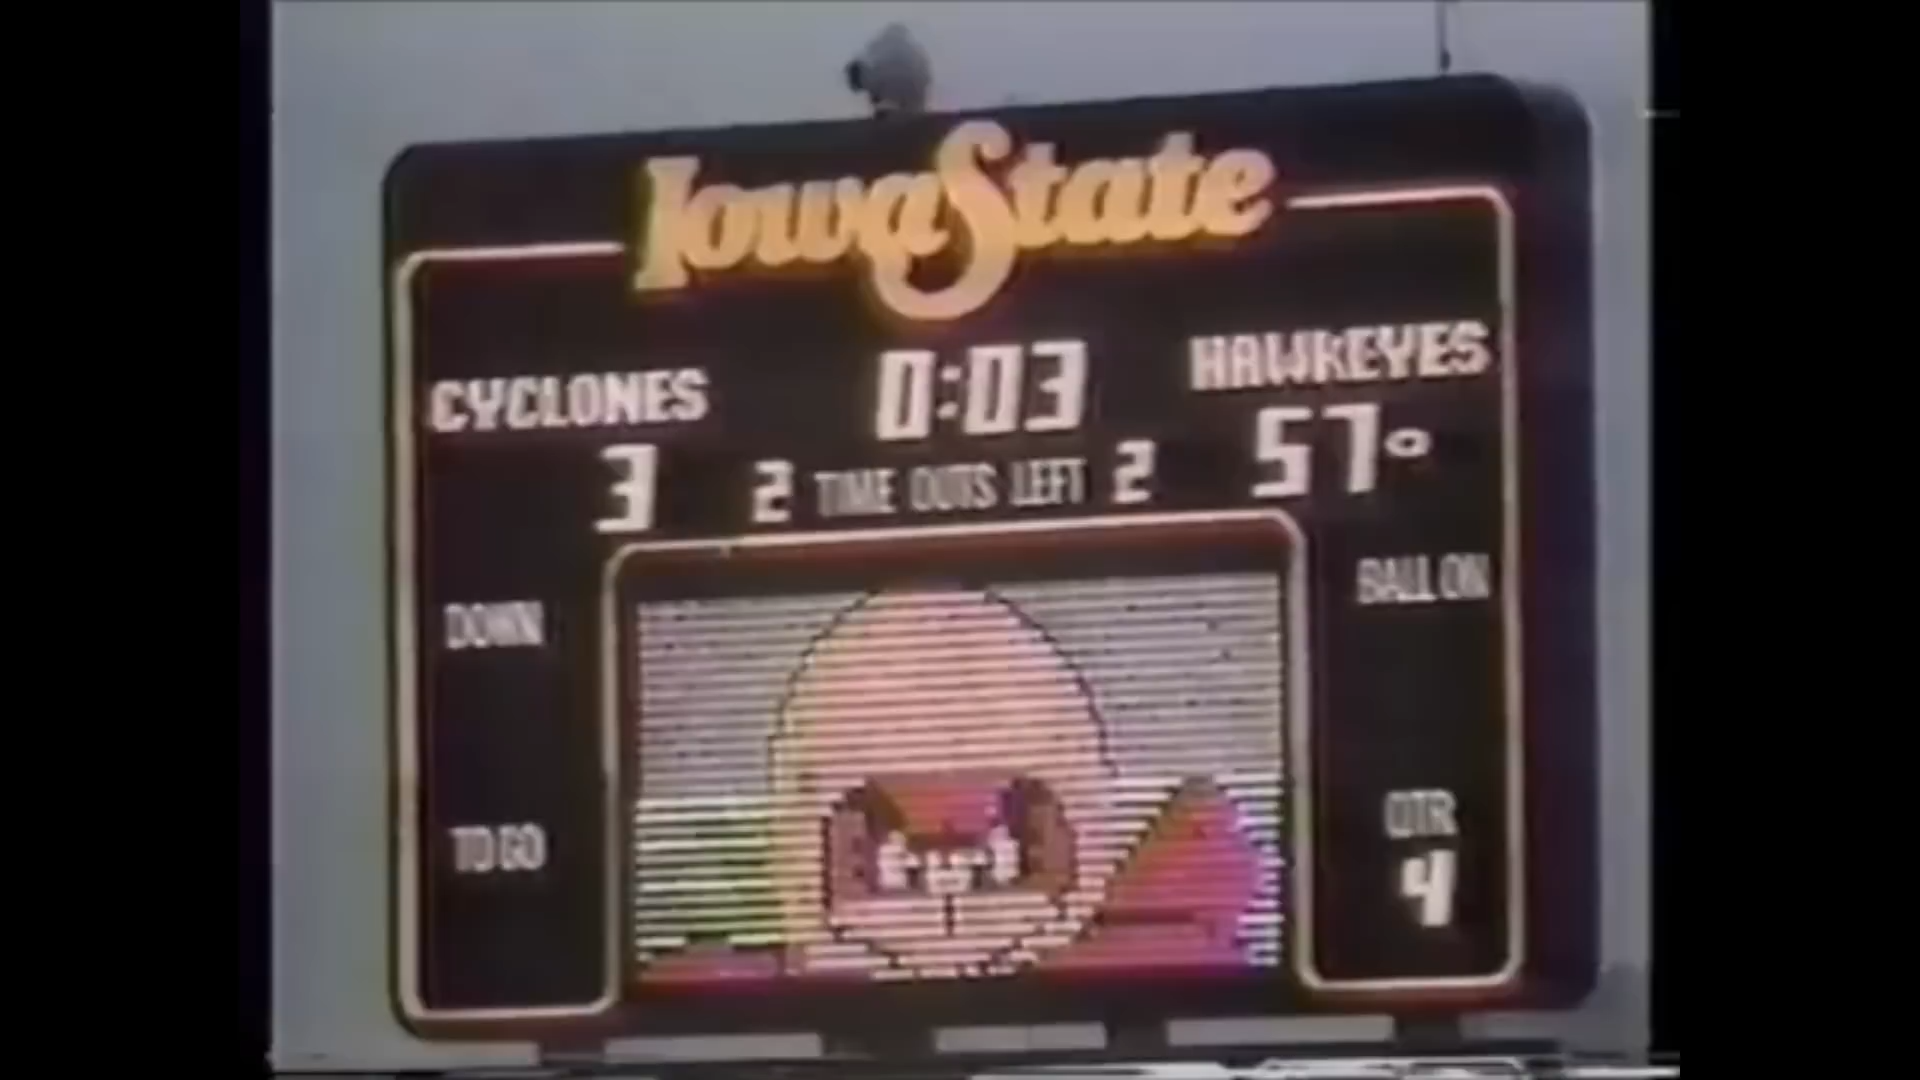 Iowa State
CYCLONES 0:03 HAWKEYES
3 2 TIME OUTS LEFT 2 57°
DOWN BALL ON
TO GO QTR
4